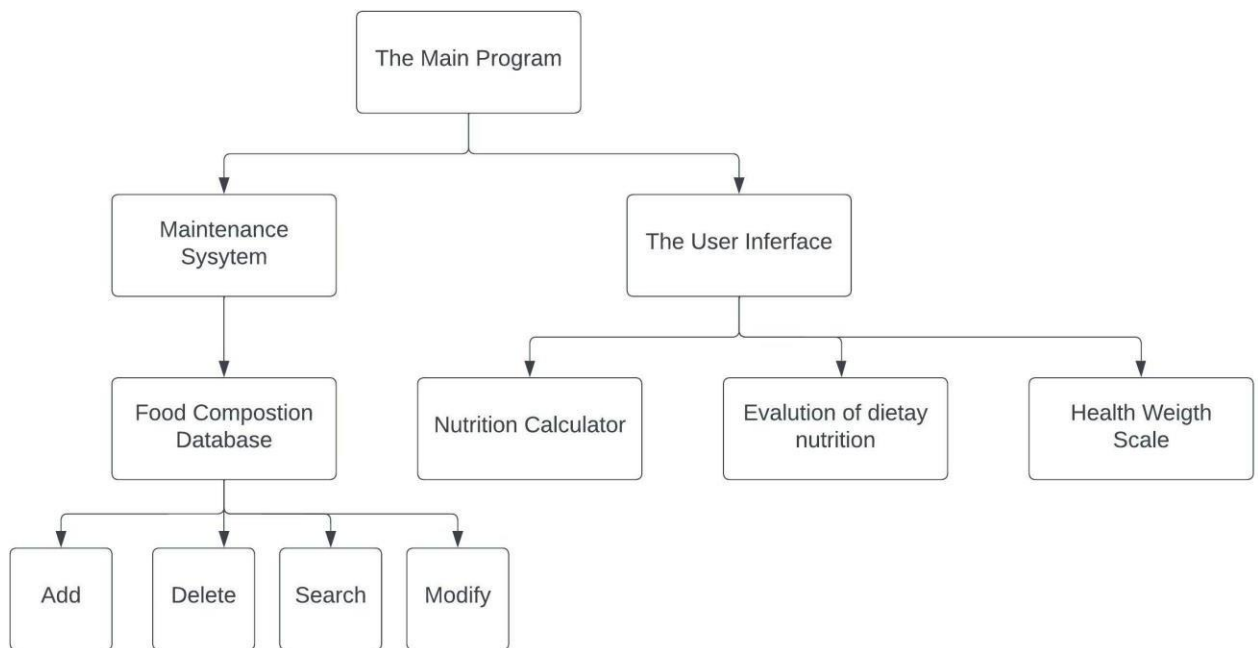 The Main Program
Maintenance
Sysytem
The User Inferface
Food Compostion
Database
Nutrition Calculator
Evalution of dietay
nutrition
Health Weigth
Scale
Add
Delete
Search
Modify